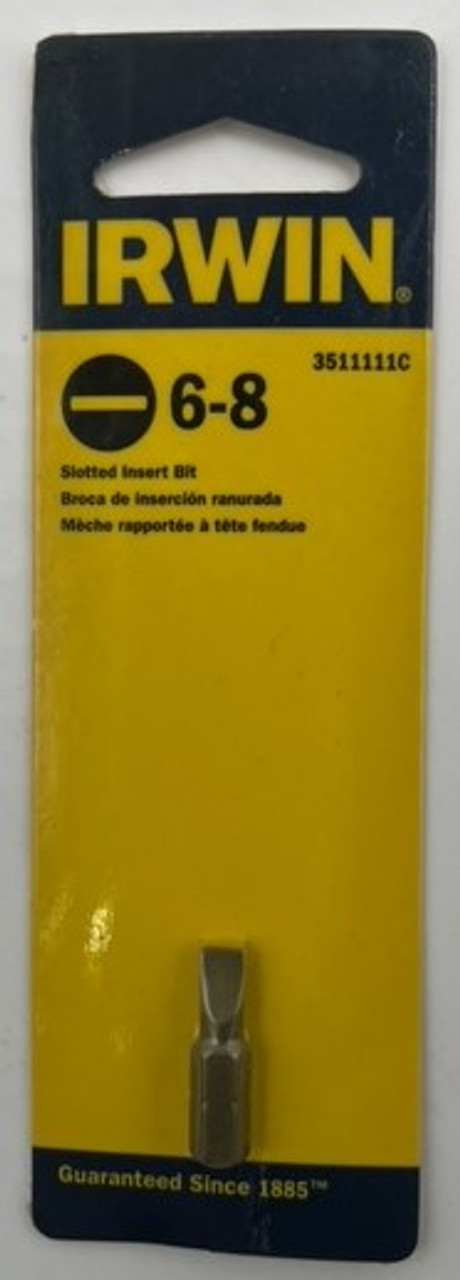 IRWIN®
3511111C
6-8
Slotted Insert Bit
Broca de inserción ranurada
Mèche rapportée à tête fendue
Guaranteed Since 1885™